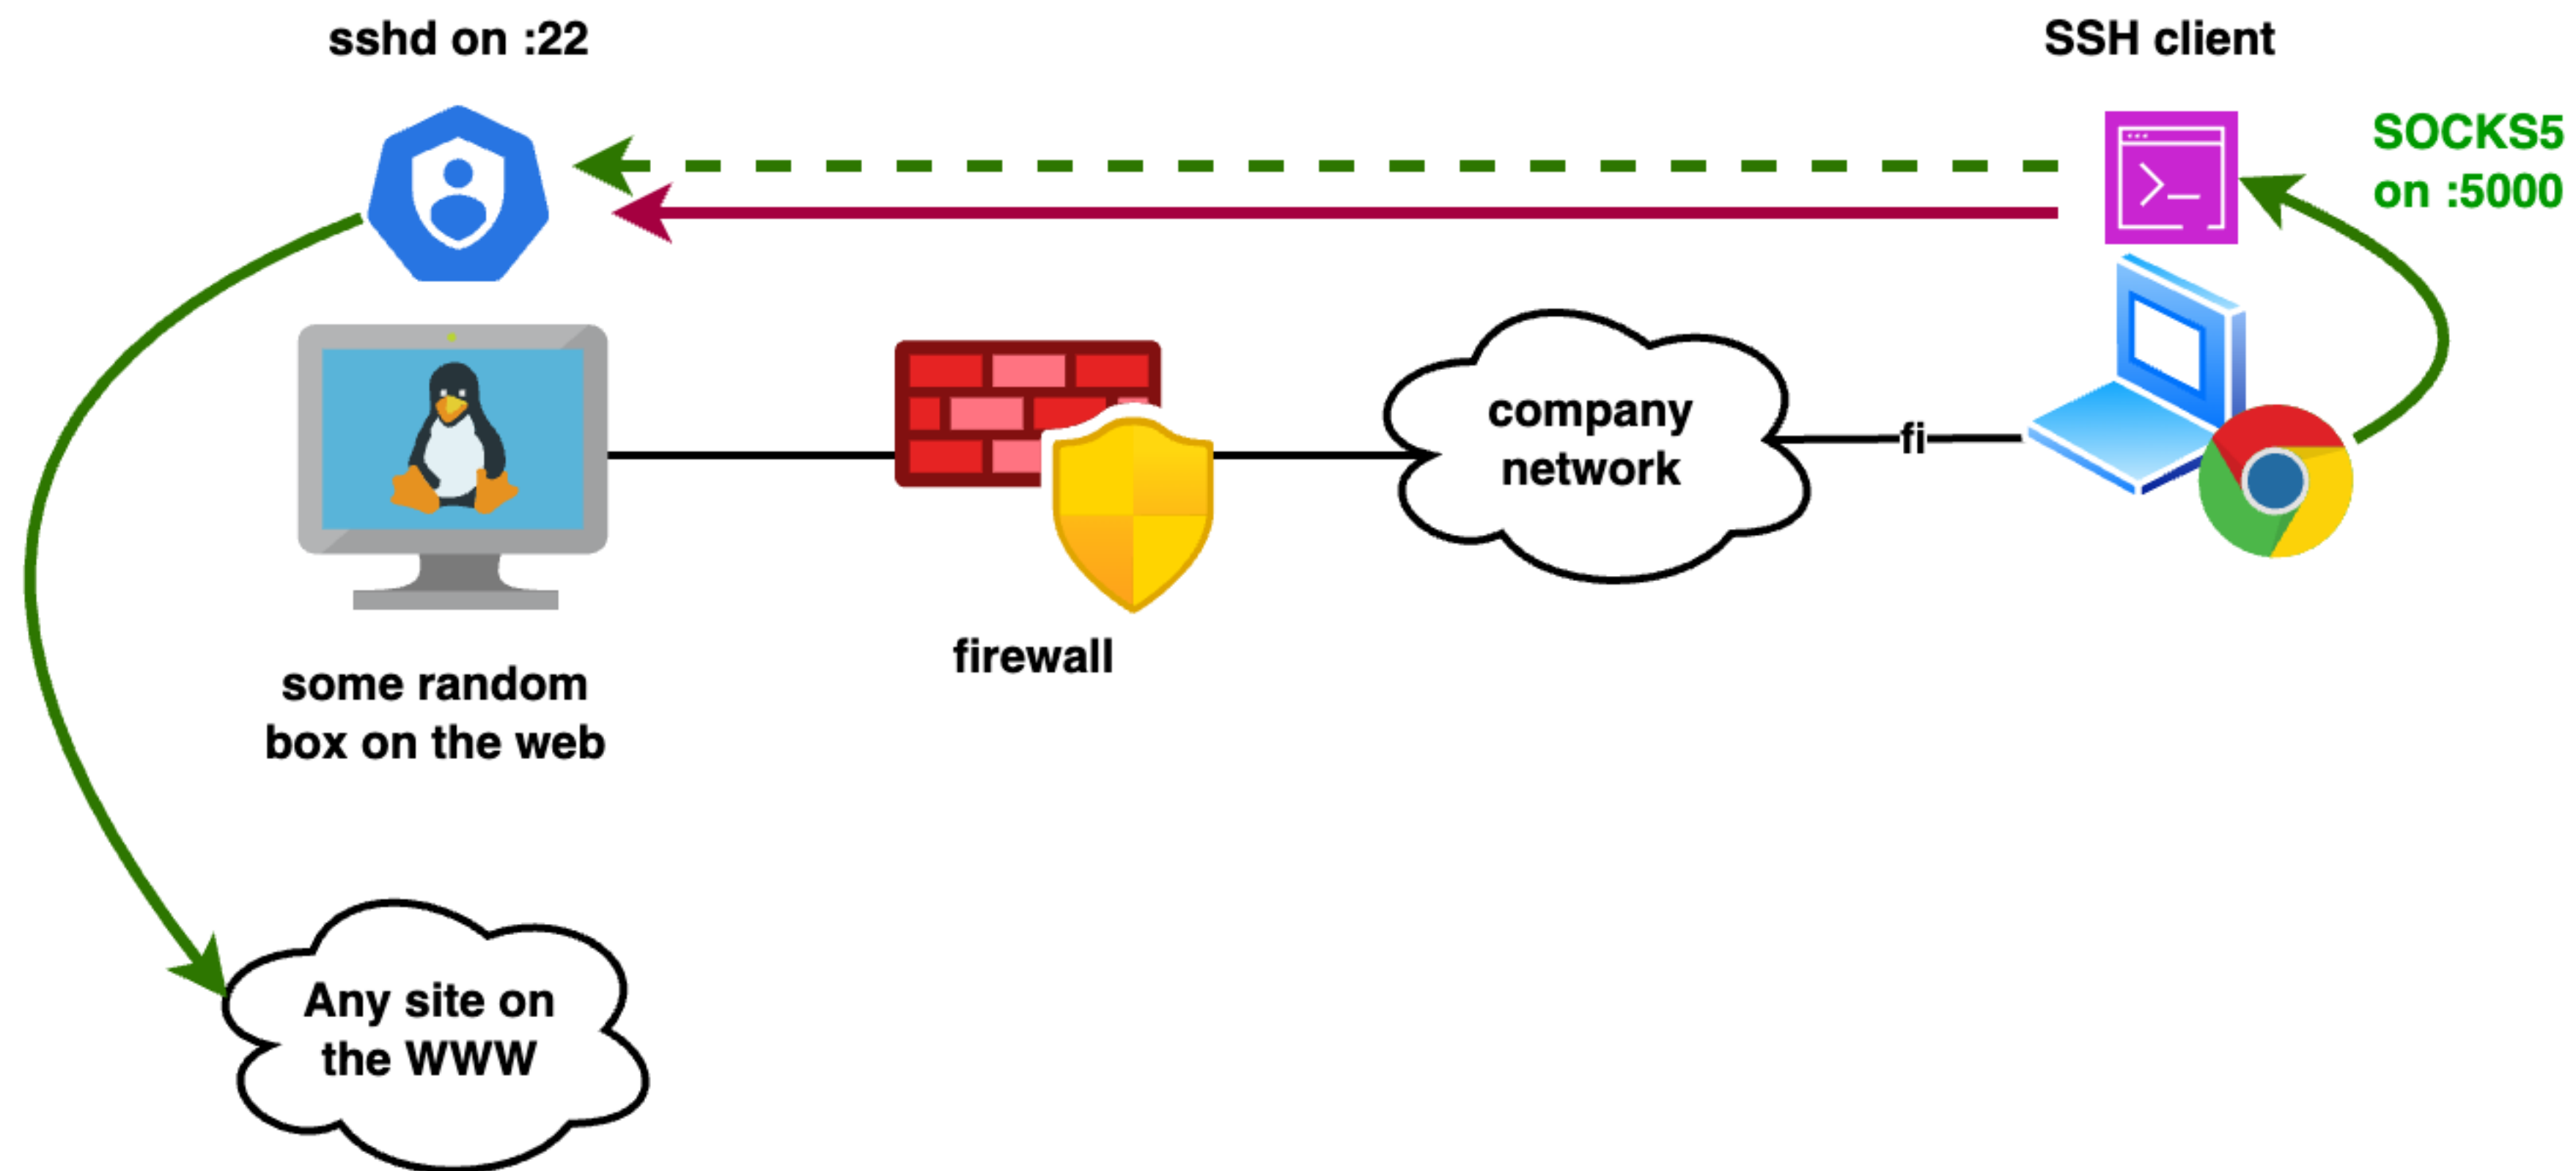 sshd on :22
SSH client
SOCKS5
on :5000
company
network
fi
firewall
some random
box on the web
Any site on
the WWW